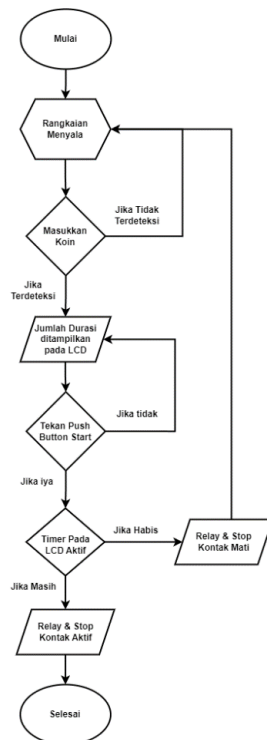 Mulai
Rangkaian
Menyala
Jika Tidak
Terdeteksi
Masukkan
Koin
Jika
Terdeteksi
Jumlah Durasi
ditampilkan
pada LCD
Jika tidak
Tekan Push
Button Start
Jika iya
Timer Pada
LCD Aktif
Jika Habis
Relay & Stop
Kontak Mati
Jika Masih
Relay & Stop
Kontak Aktif
Selesai